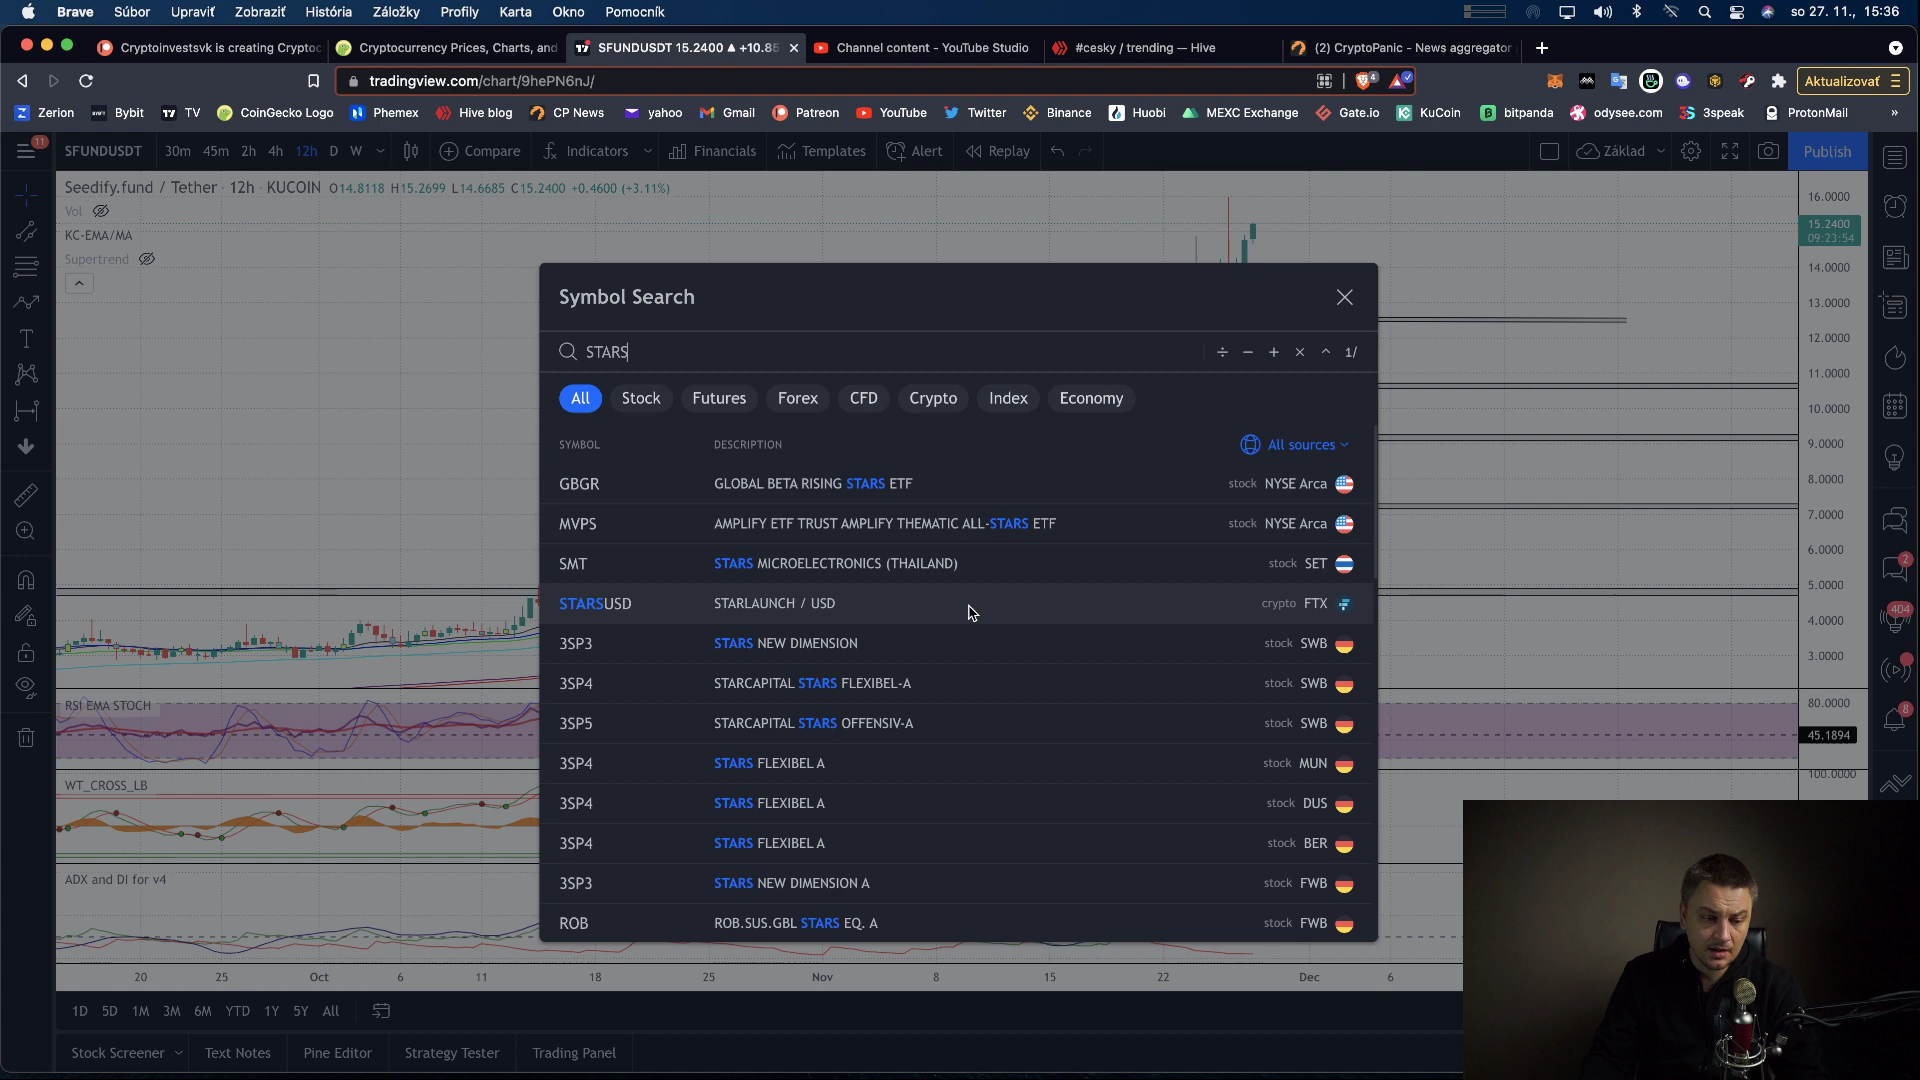 Brave Súbor Upraviť Zobraziť História Záložky Profily Karta Okno Pomocník so 27. 11., 15:36
Cryptoinvestsvk is creating Cryptoc
Cryptocurrency Prices, Charts, and
SFUNDUSDT 15.2400 ▲ +10.85
Channel content - YouTube Studio
#cesky / trending — Hive
(2) CryptoPanic - News aggregator
tradingview.com/chart/9hePN6nJ/
4
Aktualizovať
Zerion Bybit TV CoinGecko Logo Phemex Hive blog CP News yahoo Gmail Patreon YouTube Twitter Binance Huobi MEXC Exchange Gate.io KuCoin bitpanda odysee.com 3speak ProtonMail »
11
SFUNDUSDT 30m 45m 2h 4h 12h D W Compare Indicators Financials Templates Alert Replay Základ Publish
Seedify.fund / Tether · 12h · KUCOIN O14.8118 H15.2699 L14.6685 C15.2400 +0.4600 (+3.11%)
Vol
KC-EMA/MA
Supertrend
16.0000
15.2400
09:23:54
14.0000
13.0000
12.0000
11.0000
10.0000
9.0000
8.0000
7.0000
6.0000
5.0000
4.0000
3.0000
80.0000
45.1894
100.0000
2
404
8
Symbol Search
STARS
÷ − + × ^ 1/
All Stock Futures Forex CFD Crypto Index Economy
SYMBOL DESCRIPTION All sources
GBGR GLOBAL BETA RISING STARS ETF stock NYSE Arca
MVPS AMPLIFY ETF TRUST AMPLIFY THEMATIC ALL-STARS ETF stock NYSE Arca
SMT STARS MICROELECTRONICS (THAILAND) stock SET
STARSUSD STARLAUNCH / USD crypto FTX
3SP3 STARS NEW DIMENSION stock SWB
3SP4 STARCAPITAL STARS FLEXIBEL-A stock SWB
3SP5 STARCAPITAL STARS OFFENSIV-A stock SWB
3SP4 STARS FLEXIBEL A stock MUN
3SP4 STARS FLEXIBEL A stock DUS
3SP4 STARS FLEXIBEL A stock BER
3SP3 STARS NEW DIMENSION A stock FWB
ROB ROB.SUS.GBL STARS EQ. A stock FWB
RSI EMA STOCH
WT_CROSS_LB
ADX and DI for v4
20 25 Oct 6 11 18 25 Nov 8 15 22 Dec 6
1D 5D 1M 3M 6M YTD 1Y 5Y All
Stock Screener Text Notes Pine Editor Strategy Tester Trading Panel